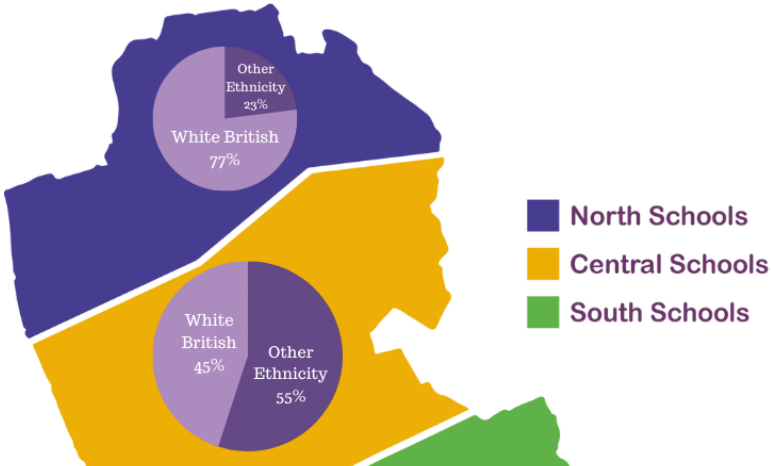 Other
Ethnicity
23%
White British
77%
White
British
45%
Other
Ethnicity
55%
North Schools
Central Schools
South Schools